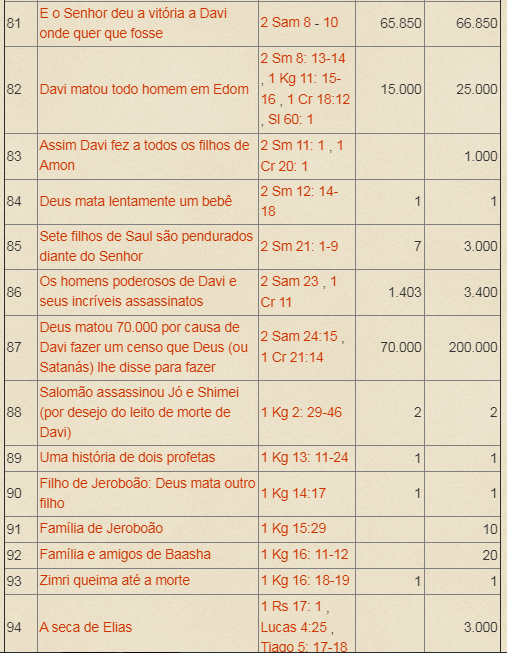 81 E o Senhor deu a vitória a Davi onde quer que fosse 2 Sam 8 - 10 65.850 66.850
82 Davi matou todo homem em Edom 2 Sm 8: 13-14 , 1 Kg 11: 15-16 , 1 Cr 18:12 , Sl 60: 1 15.000 25.000
83 Assim Davi fez a todos os filhos de Amon 2 Sm 11: 1 , 1 Cr 20: 1 1.000
84 Deus mata lentamente um bebê 2 Sm 12: 14-18 1 1
85 Sete filhos de Saul são pendurados diante do Senhor 2 Sm 21: 1-9 7 3.000
86 Os homens poderosos de Davi e seus incríveis assassinatos 2 Sam 23 , 1 Cr 11 1.403 3.400
87 Deus matou 70.000 por causa de Davi fazer um censo que Deus (ou Satanás) lhe disse para fazer 2 Sam 24:15 , 1 Cr 21:14 70.000 200.000
88 Salomão assassinou Jó e Shimei (por desejo do leito de morte de Davi) 1 Kg 2: 29-46 2 2
89 Uma história de dois profetas 1 Kg 13: 11-24 1 1
90 Filho de Jeroboão: Deus mata outro filho 1 Kg 14:17 1 1
91 Família de Jeroboão 1 Kg 15:29 10
92 Família e amigos de Baasha 1 Kg 16: 11-12 20
93 Zimri queima até a morte 1 Kg 16: 18-19 1 1
94 A seca de Elias 1 Rs 17: 1 , Lucas 4:25 , Tiago 5: 17-18 3.000